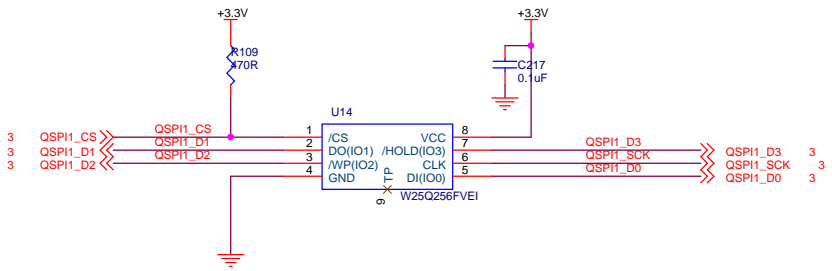 +3.3V
+3.3V
R109
470R
C217
0.1uF
U14
3 QSPI1_CS QSPI1_CS 1 /CS VCC 8
3 QSPI1_D1 QSPI1_D1 2 DO(IO1) /HOLD(IO3) 7 QSPI1_D3 QSPI1_D3 3
3 QSPI1_D2 QSPI1_D2 3 /WP(IO2) CLK 6 QSPI1_SCK QSPI1_SCK 3
4 GND DI(IO0) 5 QSPI1_D0 QSPI1_D0 3
TP
9
W25Q256FVEI